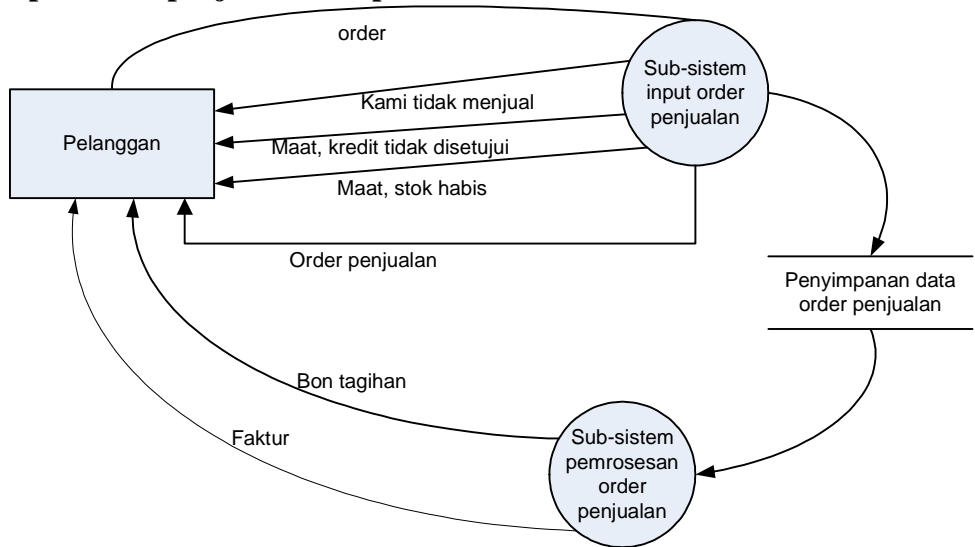 order
Sub-sistem
input order
penjualan
Kami tidak menjual
Pelanggan
Maat, kredit tidak disetujui
Maat, stok habis
Order penjualan
Penyimpanan data
order penjualan
Bon tagihan
Faktur
Sub-sistem
pemrosesan
order
penjualan